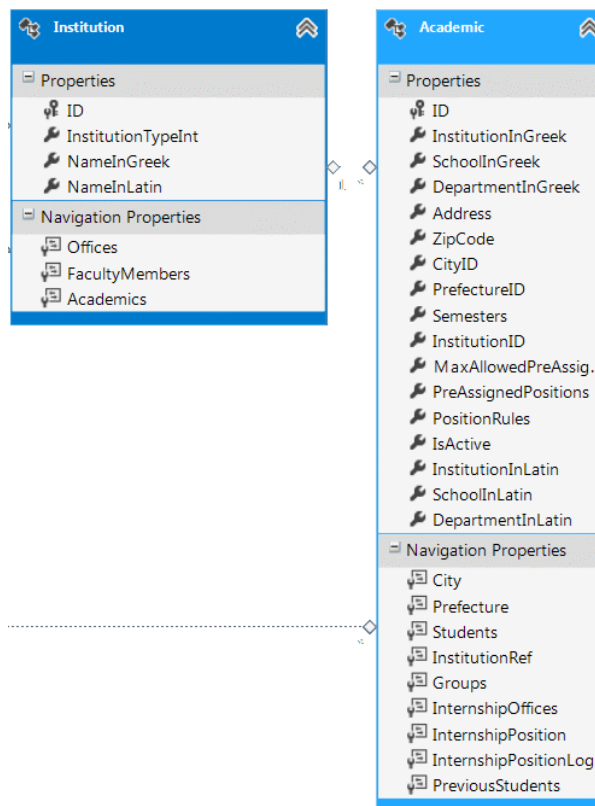 Institution
Properties
ID
InstitutionTypeInt
NameInGreek
NameInLatin
Navigation Properties
Offices
FacultyMembers
Academics
Academic
Properties
ID
InstitutionInGreek
SchoolInGreek
DepartmentInGreek
Address
ZipCode
CityID
PrefectureID
Semesters
InstitutionID
MaxAllowedPreAssig.
PreAssignedPositions
PositionRules
IsActive
InstitutionInLatin
SchoolInLatin
DepartmentInLatin
Navigation Properties
City
Prefecture
Students
InstitutionRef
Groups
InternshipOffices
InternshipPosition
InternshipPositionLog
PreviousStudents